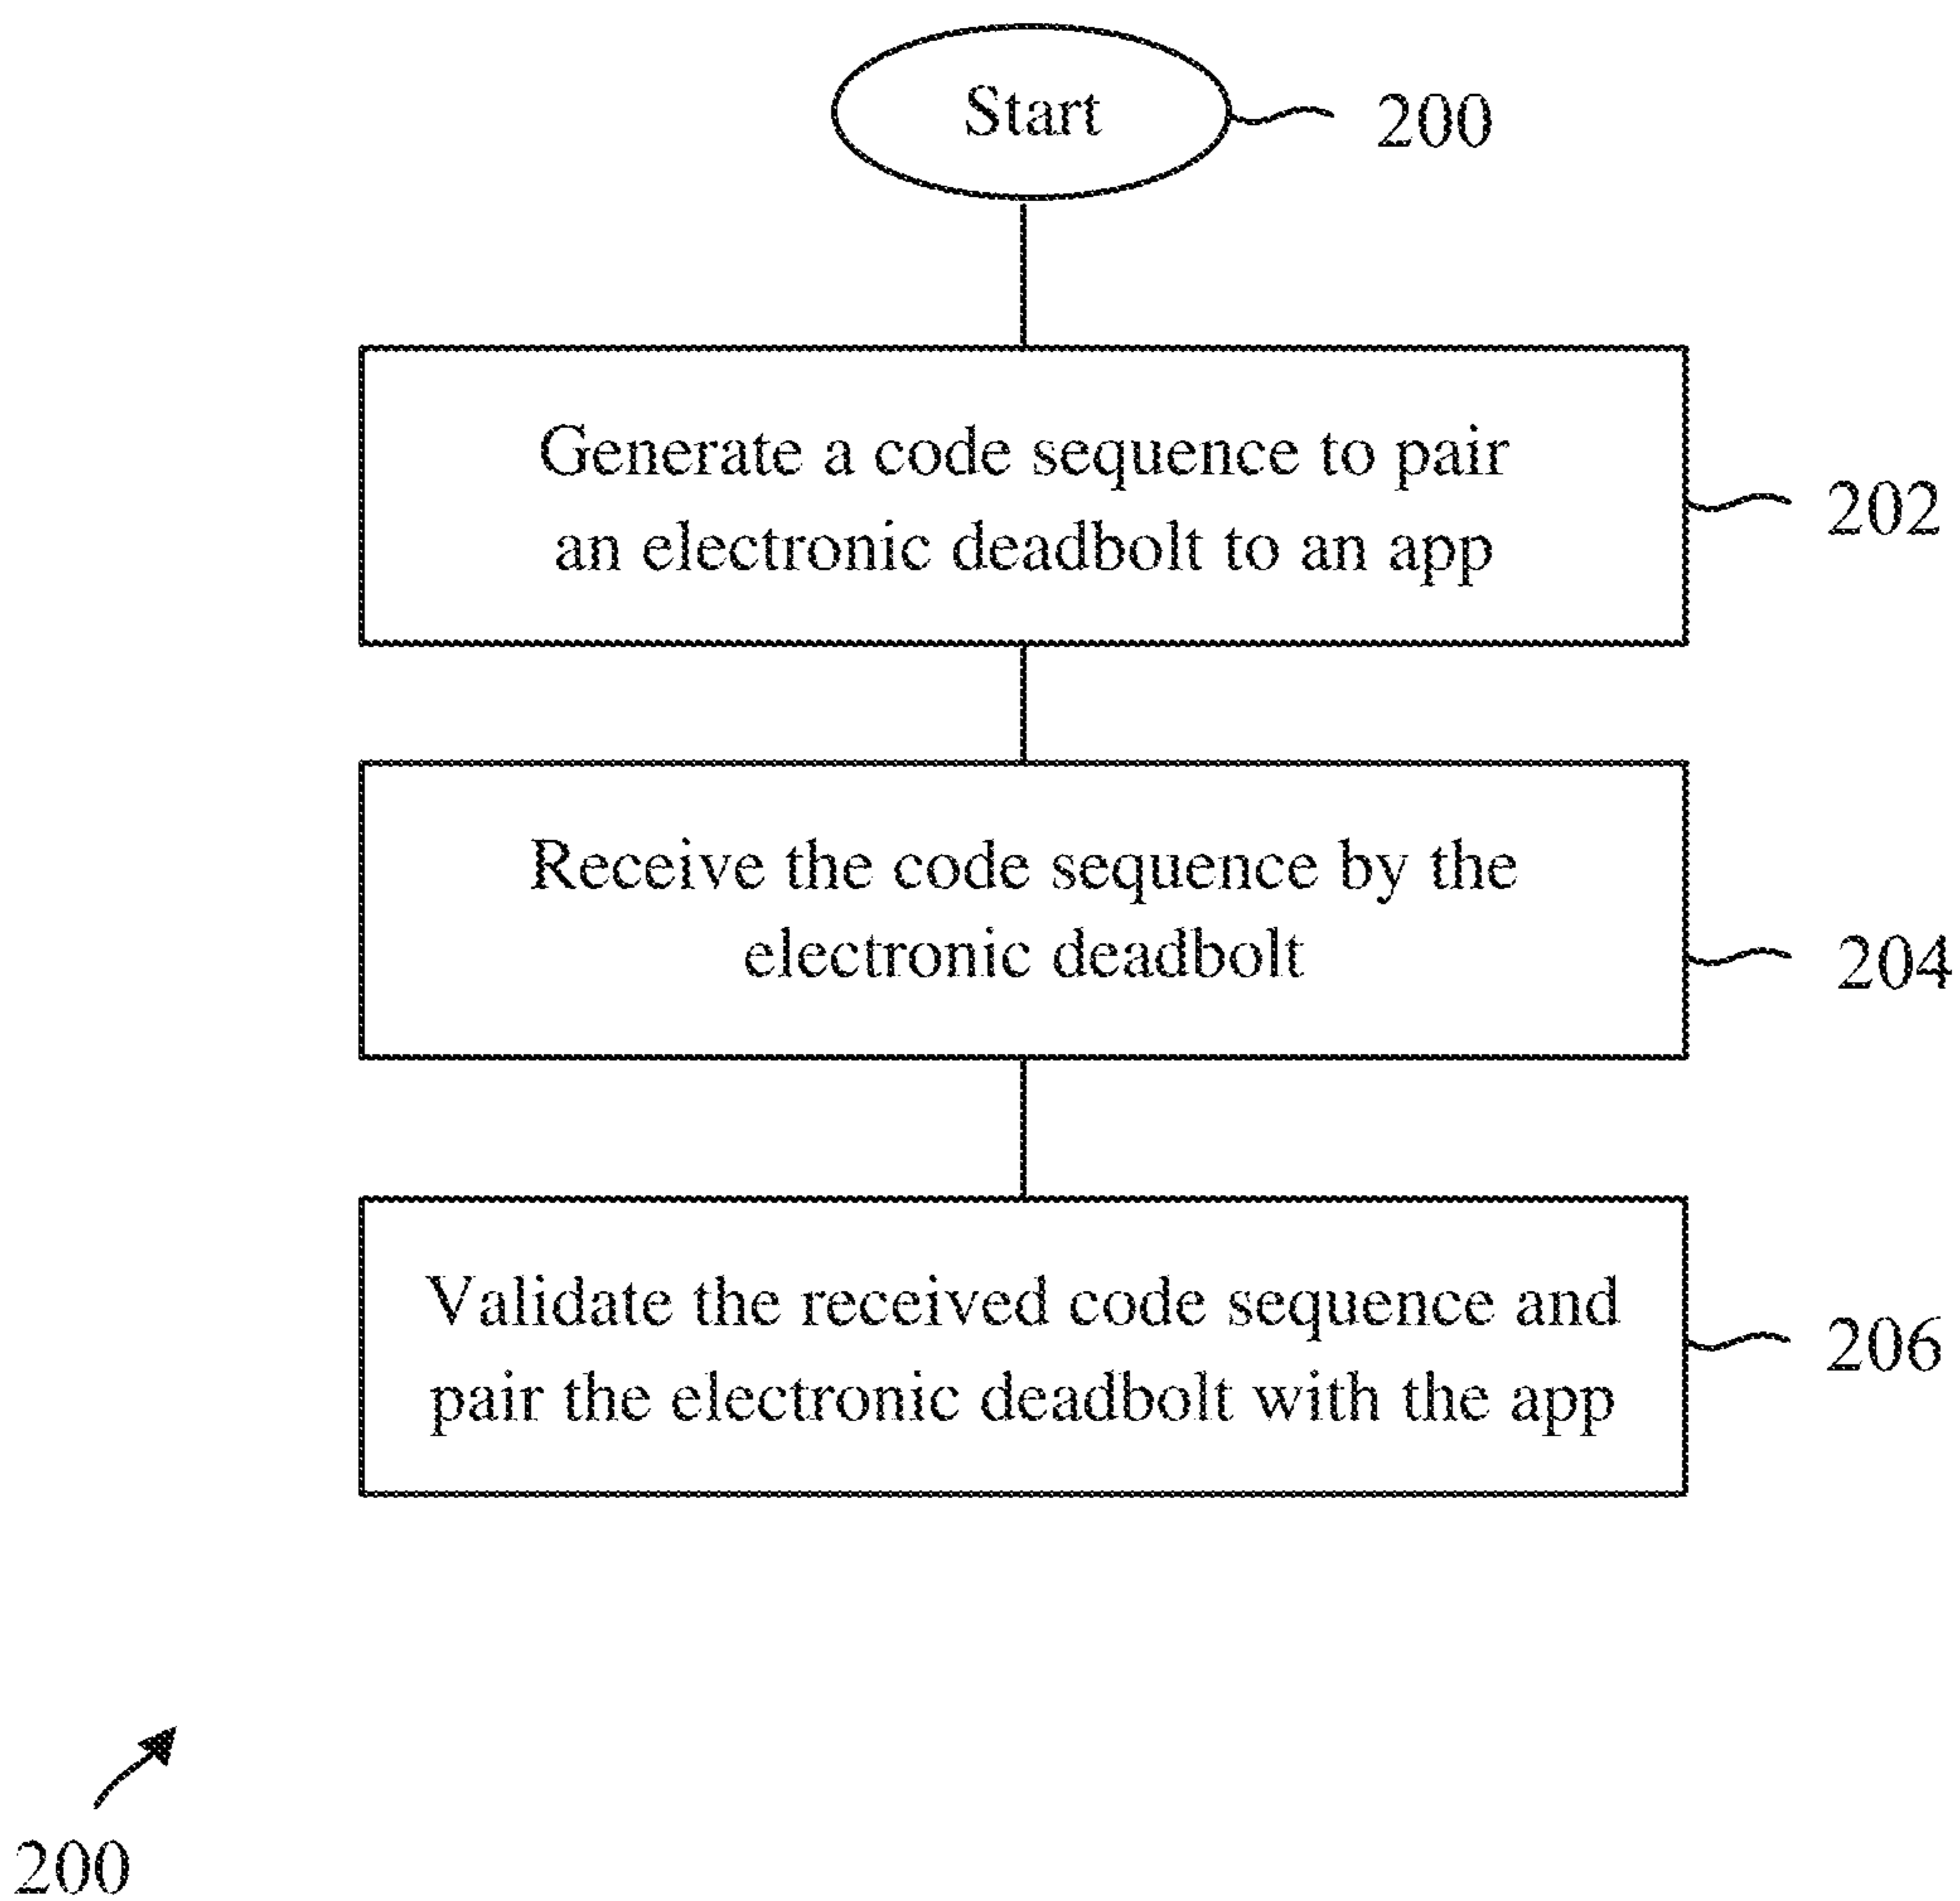 Start
200
Generate a code sequence to pair
an electronic deadbolt to an app
202
Receive the code sequence by the
electronic deadbolt
204
Validate the received code sequence and
pair the electronic deadbolt with the app
206
200